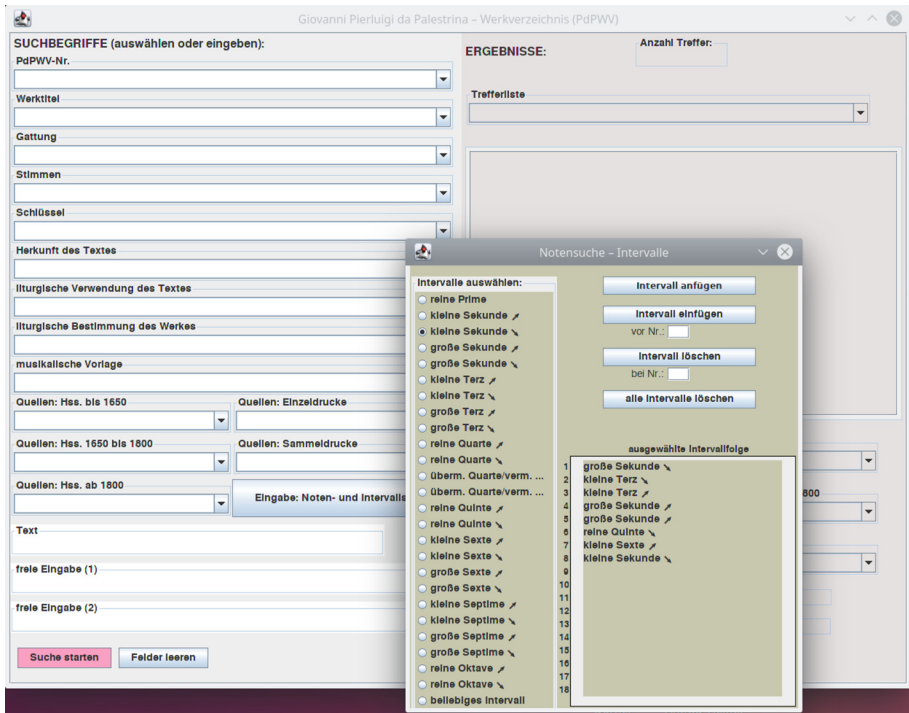 Giovanni Pierluigi da Palestrina – Werkverzeichnis (PdPWV)
SUCHBEGRIFFE (auswählen oder eingeben):
PdPWV-Nr.
Werktitel
Gattung
Stimmen
Schlüssel
Herkunft des Textes
liturgische Verwendung des Textes
liturgische Bestimmung des Werkes
musikalische Vorlage
Quellen: Hss. bis 1650
Quellen: Einzeldrucke
Quellen: Hss. 1650 bis 1800
Quellen: Sammeldrucke
Quellen: Hss. ab 1800
Eingabe: Noten- und Intervalls
Text
freie Eingabe (1)
freie Eingabe (2)
Suche starten
Felder leeren
ERGEBNISSE:
Anzahl Treffer:
Trefferliste
800
Notensuche – Intervalle
Intervalle auswählen:
reine Prime
kleine Sekunde ↗
kleine Sekunde ↘
große Sekunde ↗
große Sekunde ↘
kleine Terz ↗
kleine Terz ↘
große Terz ↗
große Terz ↘
reine Quarte ↗
reine Quarte ↘
überm. Quarte/verm. ...
überm. Quarte/verm. ...
reine Quinte ↗
reine Quinte ↘
kleine Sexte ↗
kleine Sexte ↘
große Sexte ↗
große Sexte ↘
kleine Septime ↗
kleine Septime ↘
große Septime ↗
große Septime ↘
reine Oktave ↗
reine Oktave ↘
beliebiges Intervall
Intervall anfügen
Intervall einfügen
vor Nr.:
Intervall löschen
bei Nr.:
alle Intervalle löschen
ausgewählte Intervallfolge
1 große Sekunde ↘
2 kleine Terz ↘
3 kleine Terz ↗
4 große Sekunde ↗
5 große Sekunde ↗
6 reine Quinte ↘
7 kleine Sexte ↗
8 kleine Sekunde ↘
9
10
11
12
13
14
15
16
17
18